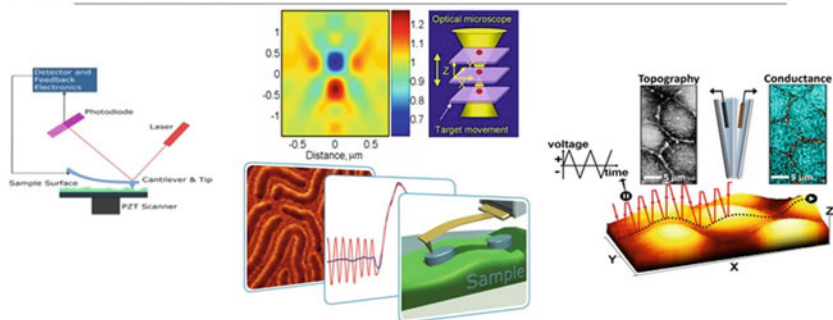 Detector and
Feedback
Electronics
Photodiode
Laser
Sample Surface
Cantilever & Tip
PZT Scanner
1
0.5
0
-0.5
-1
-0.5
0
0.5
Distance, μm
1.2
1.1
1
0.9
0.8
0.7
Optical microscope
Z
Target movement
Sample
Topography
Conductance
5 μm
5 μm
voltage
+
-
time
Z
Y
X